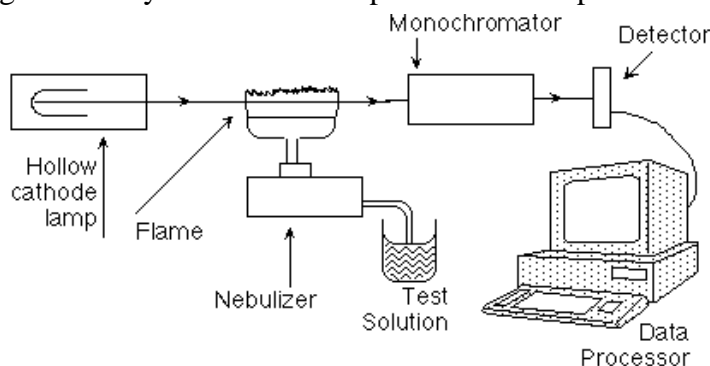 Monochromator
Detector
Hollow
cathode
lamp
Flame
Nebulizer
Test
Solution
Data
Processor